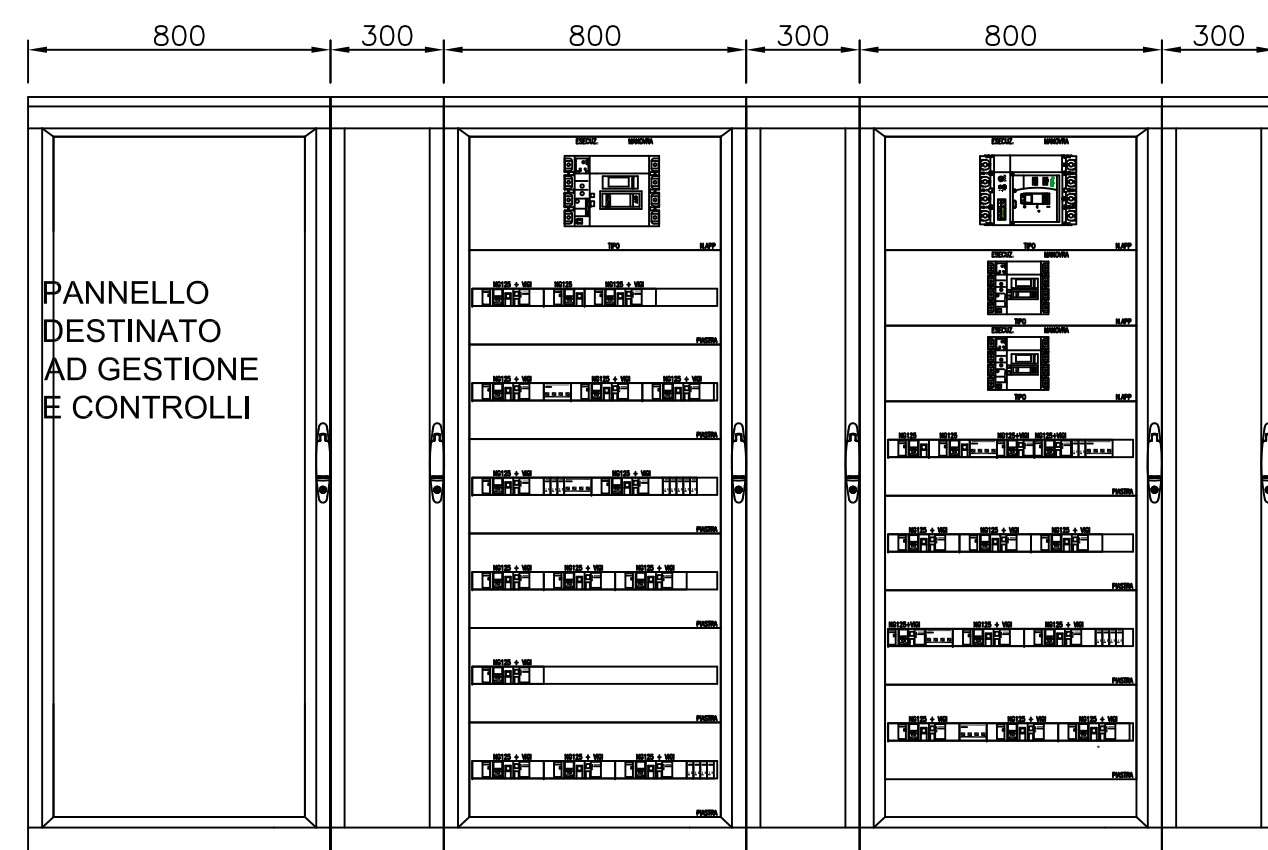 800 300 800 300 800 300
PANNELLO
DESTINATO
AD GESTIONE
E CONTROLLI
ESECUZ. MANOVRA
TIPO N.APP
NG125 + VIGI NG125 NG125 + VIGI
PIASTRA
NG125 + VIGI NG125 + VIGI NG125 + VIGI
PIASTRA
NG125 + VIGI NG125 + VIGI
PIASTRA
NG125 + VIGI NG125 + VIGI NG125 + VIGI
PIASTRA
NG125 + VIGI
PIASTRA
NG125 + VIGI NG125 + VIGI NG125 + VIGI
PIASTRA
ESECUZ. MANOVRA
TIPO N.APP
ESECUZ. MANOVRA
TIPO N.APP
ESECUZ. MANOVRA
TIPO N.APP
NG125 NG125 NG125+VIGI NG125+VIGI
PIASTRA
NG125 + VIGI NG125 + VIGI NG125 + VIGI
PIASTRA
NG125+VIGI NG125 + VIGI NG125 + VIGI
PIASTRA
NG125 + VIGI NG125 + VIGI NG125 + VIGI
PIASTRA